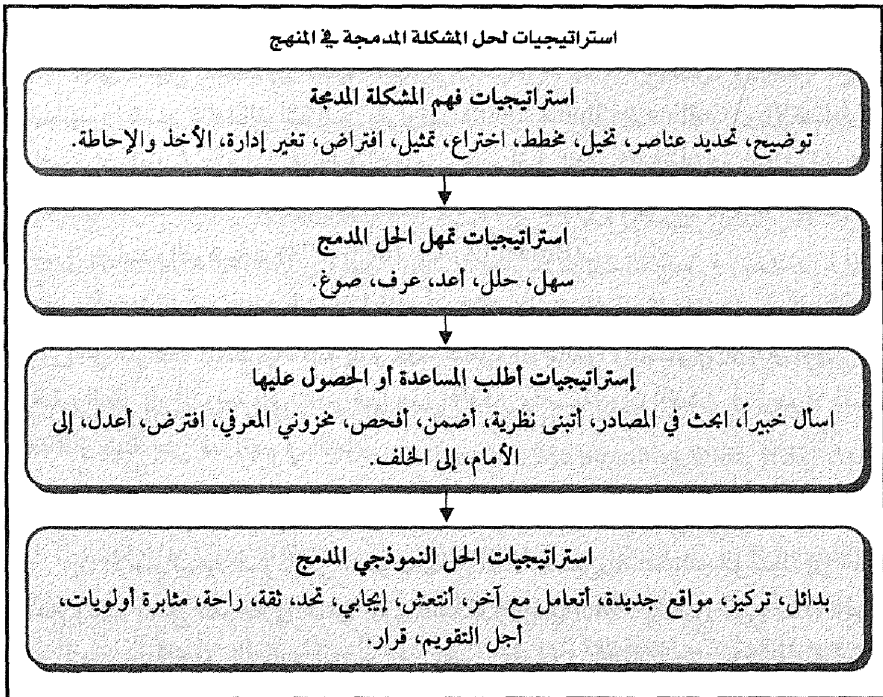 استراتيجيات لحل المشكلة المدمجة في المنهج
استراتيجيات فهم المشكلة المدمجة
توضيح، تحديد عناصر، تخيل، مخطط، اختراع، تمثيل، افتراض، تغير إدارة، الأخذ والإحاطة.
استراتيجيات تمهل الحل المدمج
سهل، حلل، أعد، عرف، صوغ.
إستراتيجيات أطلب المساعدة أو الحصول عليها
اسأل خبيراً، ابحث في المصادر، أتبنى نظرية، أضمن، أفحص، مخزوني المعرفي، افترض، أعدل، إلى
الأمام، إلى الخلف.
استراتيجيات الحل النموذجي المدمج
بدائل، تركيز، مواقع جديدة، أتعامل مع آخر، أنتعش، إيجابي، تحد، ثقة، راحة، مثابرة أولويات،
أجل التقويم، قرار.